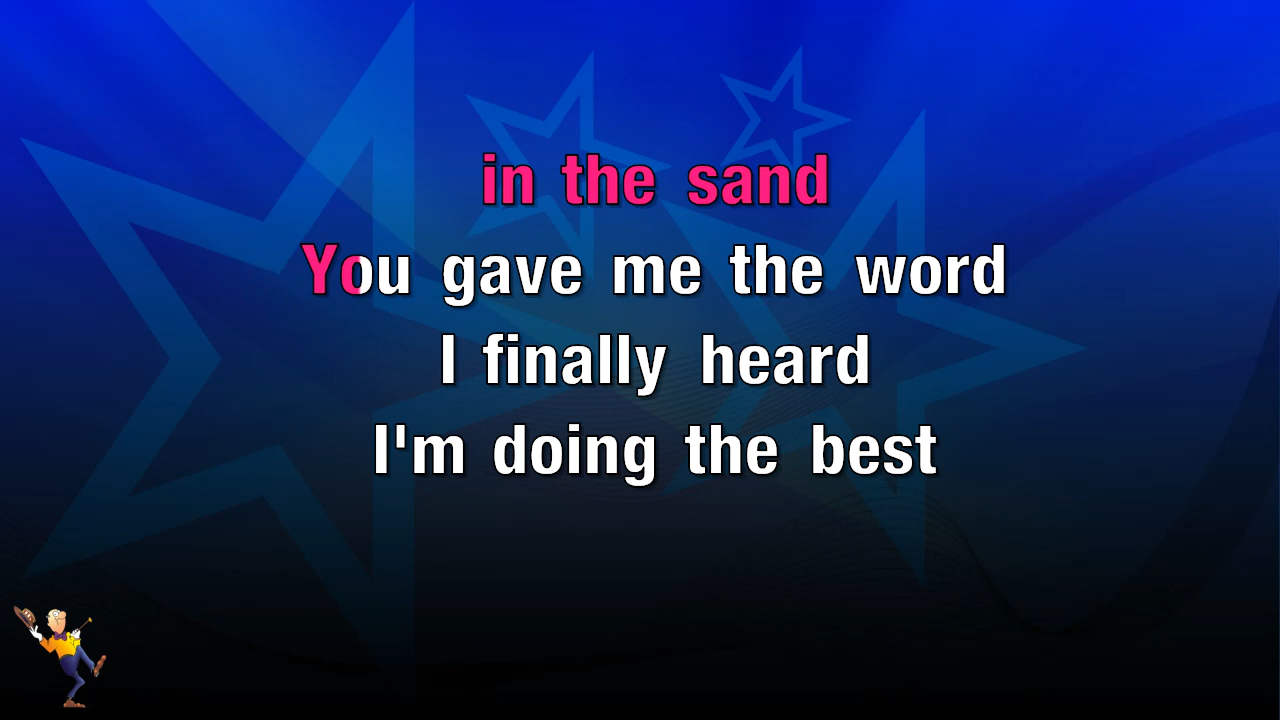 in the sand
You gave me the word
I finally heard
I'm doing the best